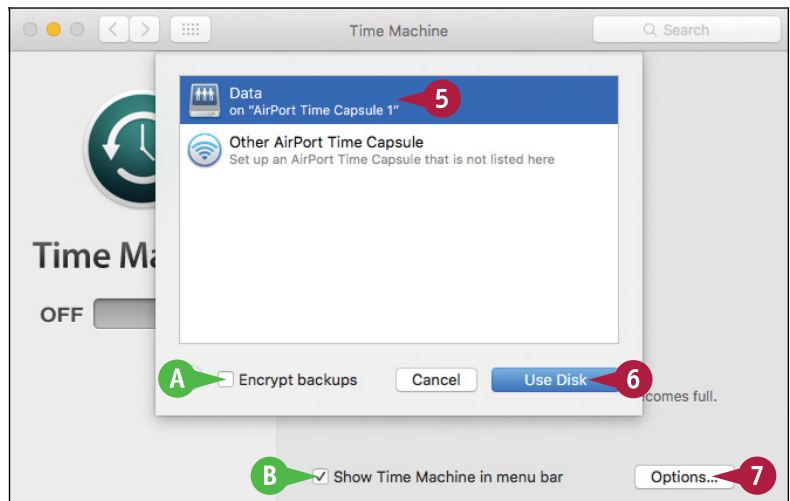 Time Machine
Search
Data
on "AirPort Time Capsule 1"
5
Other AirPort Time Capsule
Set up an AirPort Time Capsule that is not listed here
Time Ma
OFF
A
Encrypt backups
Cancel
Use Disk
6
comes full.
B
Show Time Machine in menu bar
Options...
7